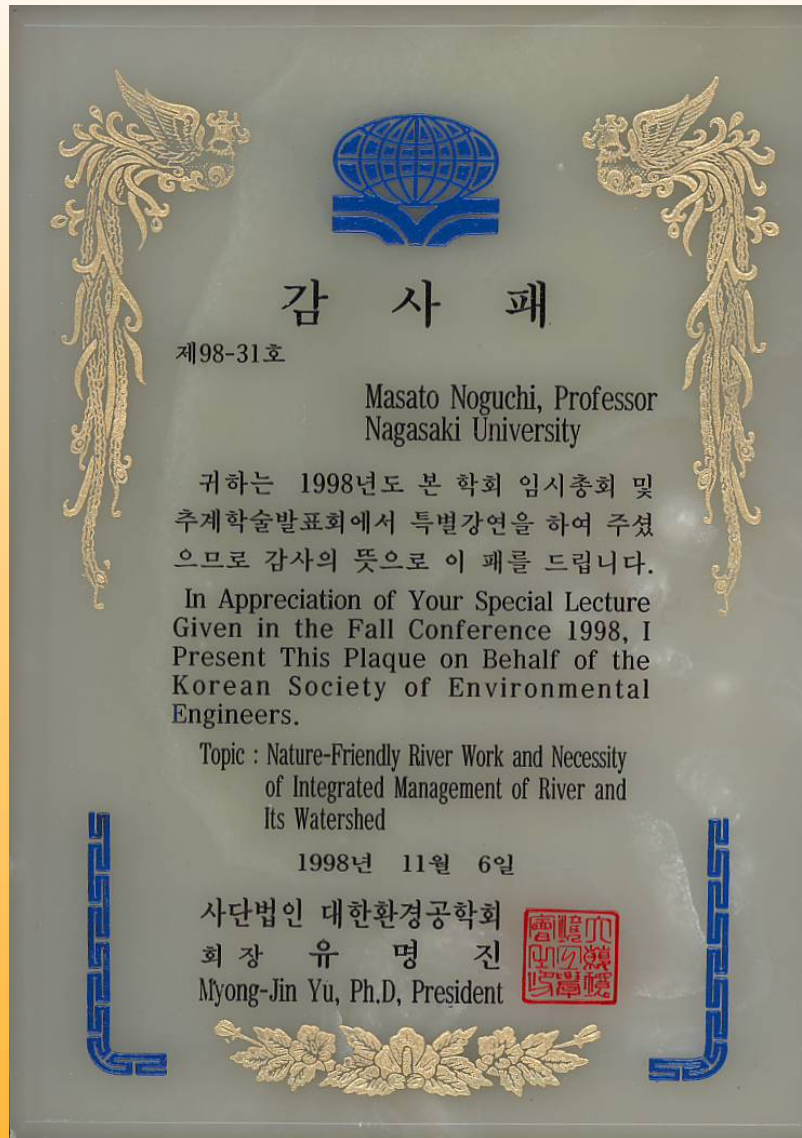 감 사 패
제98-31호
Masato Noguchi, Professor
Nagasaki University
귀하는 1998년도 본 학회 임시총회 및
추계학술발표회에서 특별강연을 하여 주셨
으므로 감사의 뜻으로 이 패를 드립니다.
In Appreciation of Your Special Lecture
Given in the Fall Conference 1998, I
Present This Plaque on Behalf of the
Korean Society of Environmental
Engineers.
Topic : Nature-Friendly River Work and Necessity
of Integrated Management of River and
Its Watershed
1998년 11월 6일
사단법인 대한환경공학회
회 장 유 명 진
Myong-Jin Yu, Ph.D, President